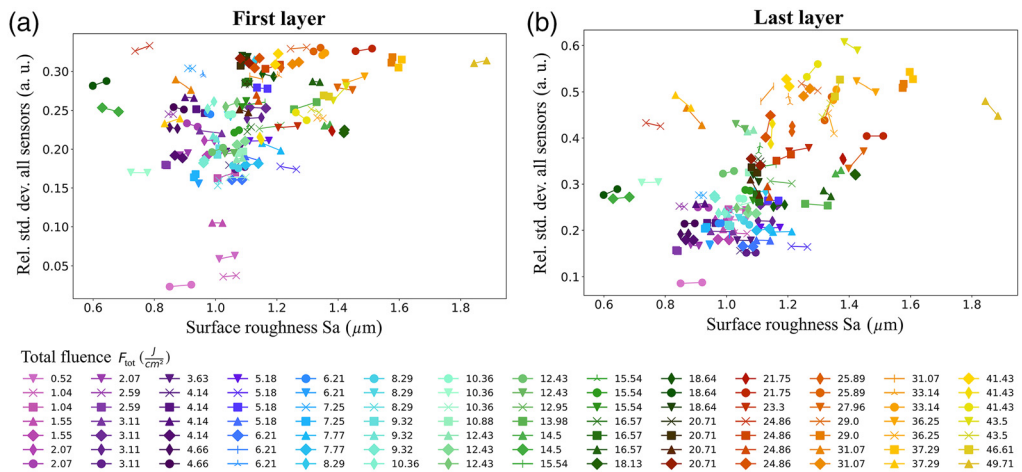 (a) First layer
Rel. std. dev. all sensors (a. u.)
0.30
0.25
0.20
0.15
0.10
0.05
0.6 0.8 1.0 1.2 1.4 1.6 1.8
Surface roughness Sa (μm)
(b) Last layer
Rel. std. dev. all sensors (a. u.)
0.6
0.5
0.4
0.3
0.2
0.1
0.6 0.8 1.0 1.2 1.4 1.6 1.8
Surface roughness Sa (μm)
Total fluence F_tot (J/cm²)
0.52 2.07 3.63 5.18 6.21 8.29 10.36 12.43 15.54 18.64 21.75 25.89 31.07 41.43
1.04 2.59 4.14 5.18 6.21 8.29 10.36 12.43 15.54 18.64 21.75 25.89 33.14 41.43
1.04 2.59 4.14 5.18 7.25 8.29 10.36 12.95 15.54 18.64 23.3 27.96 33.14 41.43
1.55 3.11 4.14 5.18 7.25 9.32 10.88 13.98 16.57 20.71 24.86 29.0 36.25 43.5
1.55 3.11 4.14 6.21 7.77 9.32 12.43 14.5 16.57 20.71 24.86 29.0 36.25 43.5
2.07 3.11 4.66 6.21 7.77 9.32 12.43 14.5 16.57 20.71 24.86 31.07 37.29 46.61
2.07 3.11 4.66 6.21 8.29 10.36 12.43 15.54 18.13 20.71 24.86 31.07 37.29 49.71